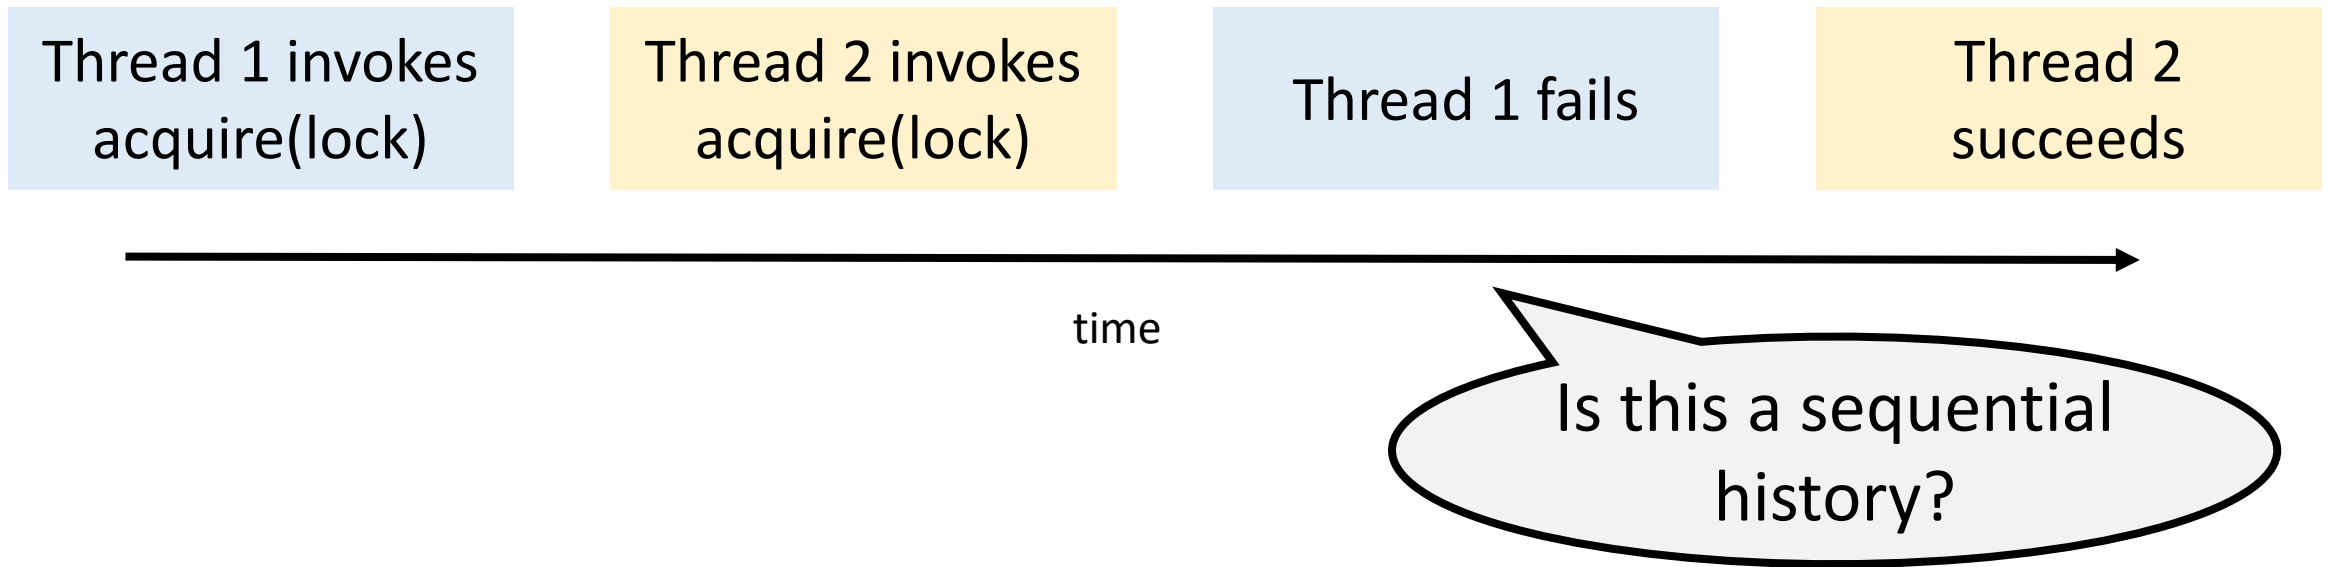 Thread 1 invokes
acquire(lock)
Thread 2 invokes
acquire(lock)
Thread 1 fails
Thread 2
succeeds
time
Is this a sequential
history?